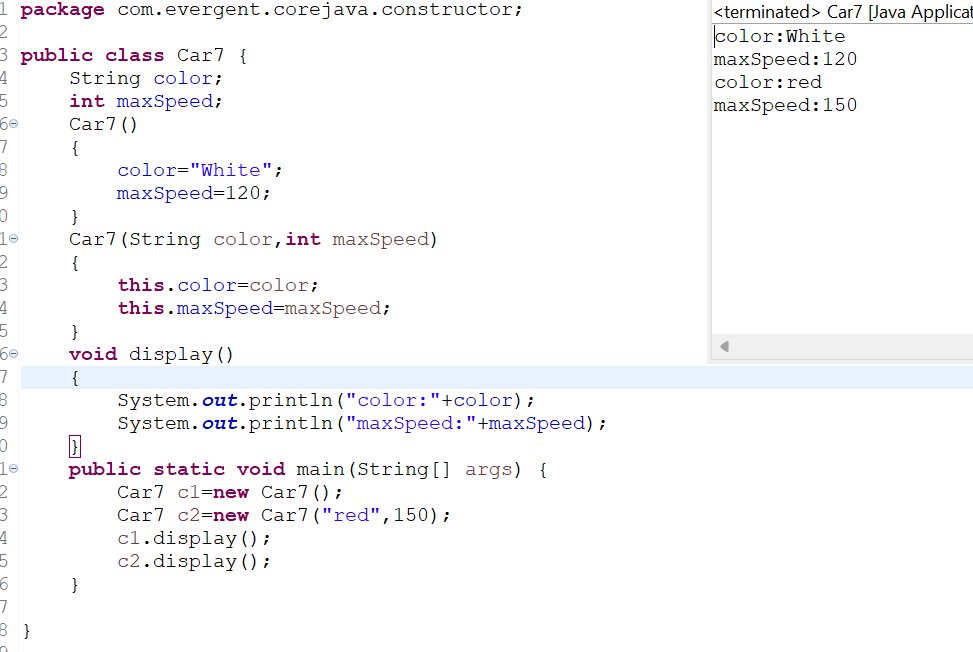 package com.evergent.corejava.constructor;
public class Car7 {
String color;
int maxSpeed;
Car7()
{
color="White";
maxSpeed=120;
}
Car7(String color,int maxSpeed)
{
this.color=color;
this.maxSpeed=maxSpeed;
}
void display()
{
System.out.println("color:"+color);
System.out.println("maxSpeed:"+maxSpeed);
}
public static void main(String[] args) {
Car7 c1=new Car7();
Car7 c2=new Car7("red",150);
c1.display();
c2.display();
}
}
<terminated> Car7 [Java Applicat
color:White
maxSpeed:120
color:red
maxSpeed:150